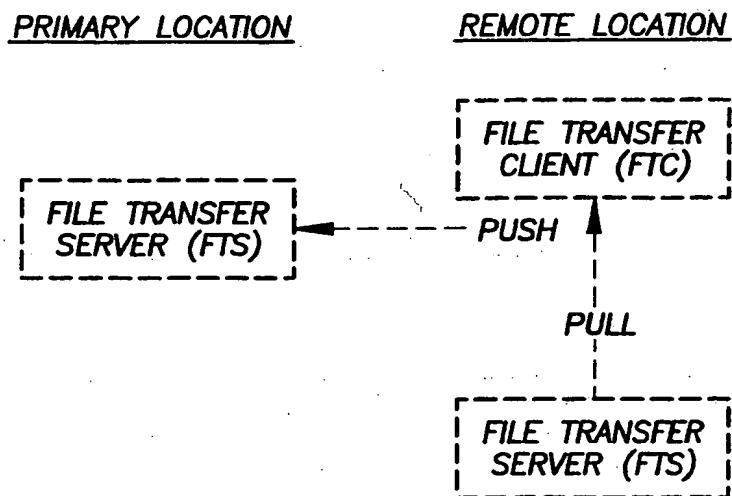 PRIMARY LOCATION
REMOTE LOCATION
FILE TRANSFER
CLIENT (FTC)
FILE TRANSFER
SERVER (FTS)
PUSH
PULL
FILE TRANSFER
SERVER (FTS)